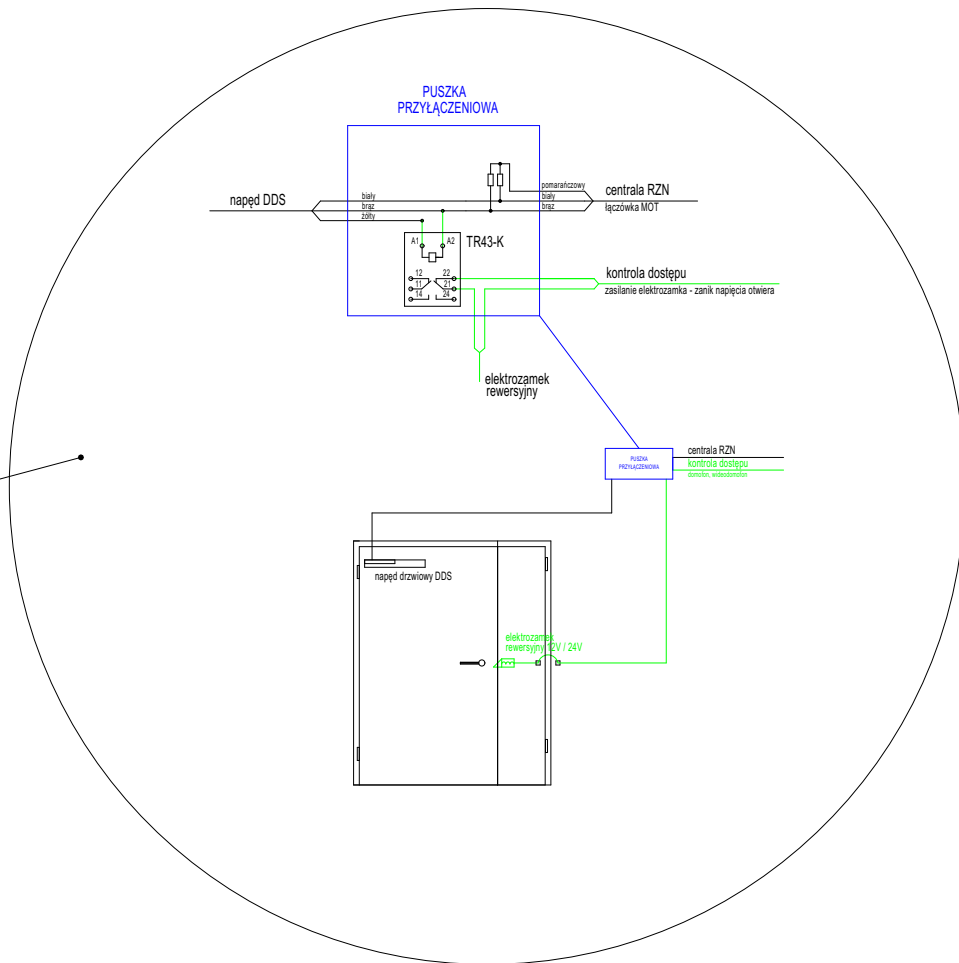 PUSZKA
PRZYŁĄCZENIOWA
napęd DDS
biały
brąz
żółty
pomarańczowy
biały
brąz
centrala RZN
łączówka MOT
A1
A2
TR43-K
12
22
11
21
14
24
kontrola dostępu
zasilanie elektrozamka - zanik napięcia otwiera
elektrozamek
rewersyjny
PUSZKA
PRZYŁĄCZENIOWA
centrala RZN
kontrola dostępu
domofon, wideodomofon
napęd drzwiowy DDS
elektrozamek
rewersyjny 12V / 24V